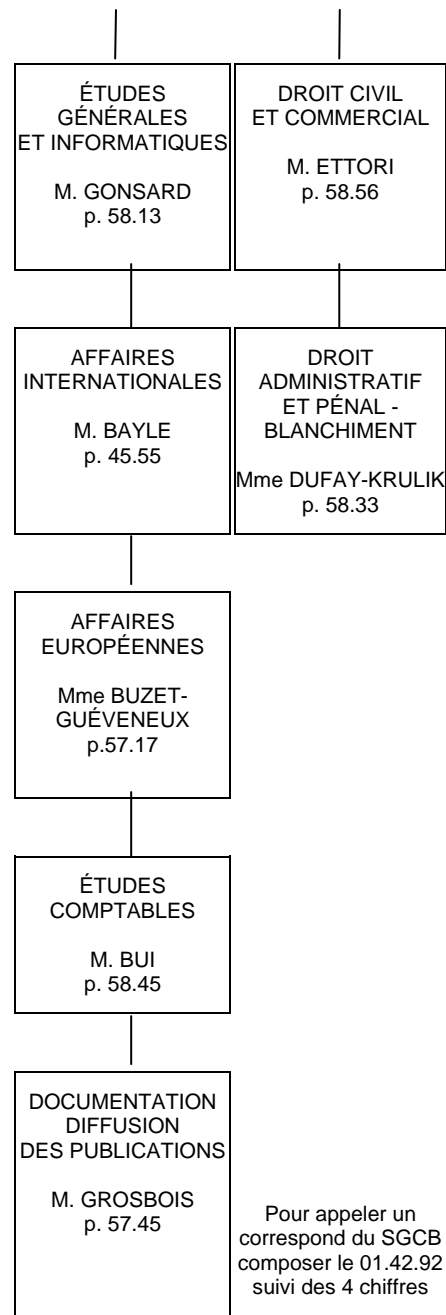 ÉTUDES
GÉNÉRALES
ET INFORMATIQUES
M. GONSARD
p. 58.13
AFFAIRES
INTERNATIONALES
M. BAYLE
p. 45.55
AFFAIRES
EUROPÉENNES
Mme BUZET-
GUÉVENEUX
p.57.17
ÉTUDES
COMPTABLES
M. BUI
p. 58.45
DOCUMENTATION
DIFFUSION
DES PUBLICATIONS
M. GROSBOIS
p. 57.45
DROIT CIVIL
ET COMMERCIAL
M. ETTORI
p. 58.56
DROIT
ADMINISTRATIF
ET PÉNAL -
BLANCHIMENT
Mme DUFAY-KRULIK
p. 58.33
Pour appeler un
correspond du SGCB
composer le 01.42.92
suivi des 4 chiffres